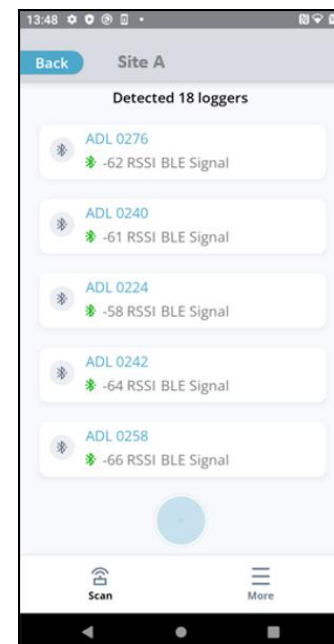 13:48
Back Site A
Detected 18 loggers
ADL 0276
-62 RSSI BLE Signal
ADL 0240
-61 RSSI BLE Signal
ADL 0224
-58 RSSI BLE Signal
ADL 0242
-64 RSSI BLE Signal
ADL 0258
-66 RSSI BLE Signal
Scan More